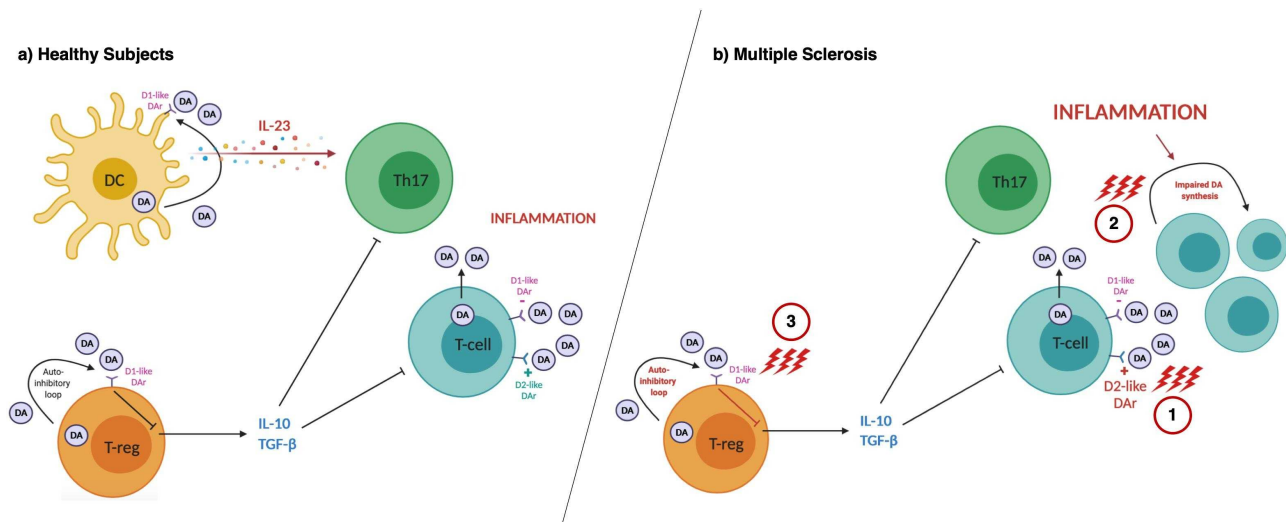 a) Healthy Subjects
D1-like
DAr
DA
DA
IL-23
DC
DA
DA
Th17
INFLAMMATION
DA
DA
D1-like
DAr
-
DA
DA
DA
T-cell
DA
DA
+
D2-like
DAr
DA
DA
D1-like
DAr
Auto-
inhibitory
loop
DA
DA
T-reg
IL-10
TGF-β
b) Multiple Sclerosis
INFLAMMATION
Th17
2
Impaired DA
synthesis
DA
DA
D1-like
DAr
-
DA
DA
DA
T-cell
DA
DA
+
D2-like
DAr
1
3
DA
DA
D1-like
DAr
Auto-
inhibitory
loop
DA
DA
T-reg
IL-10
TGF-β